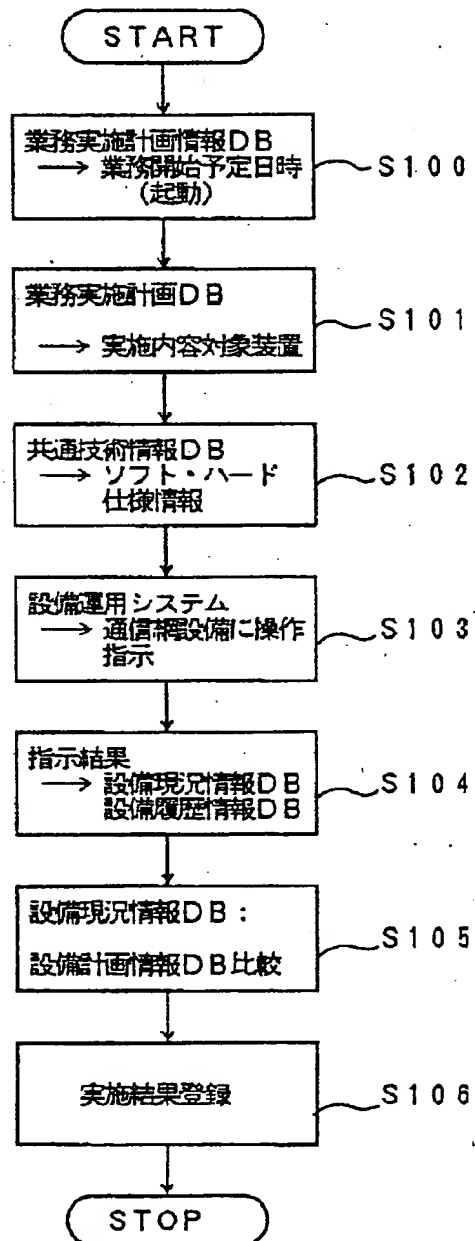 START
業務実施計画情報DB
→ 業務開始予定日時
(起動)
S100
業務実施計画DB
→ 実施内容対象装置
S101
共通技術情報DB
→ ソフト・ハード
仕様情報
S102
設備運用システム
→ 通信網設備に操作
指示
S103
指示結果
→ 設備現況情報DB
設備履歴情報DB
S104
設備現況情報DB:
設備計画情報DB比較
S105
実施結果登録
S106
STOP